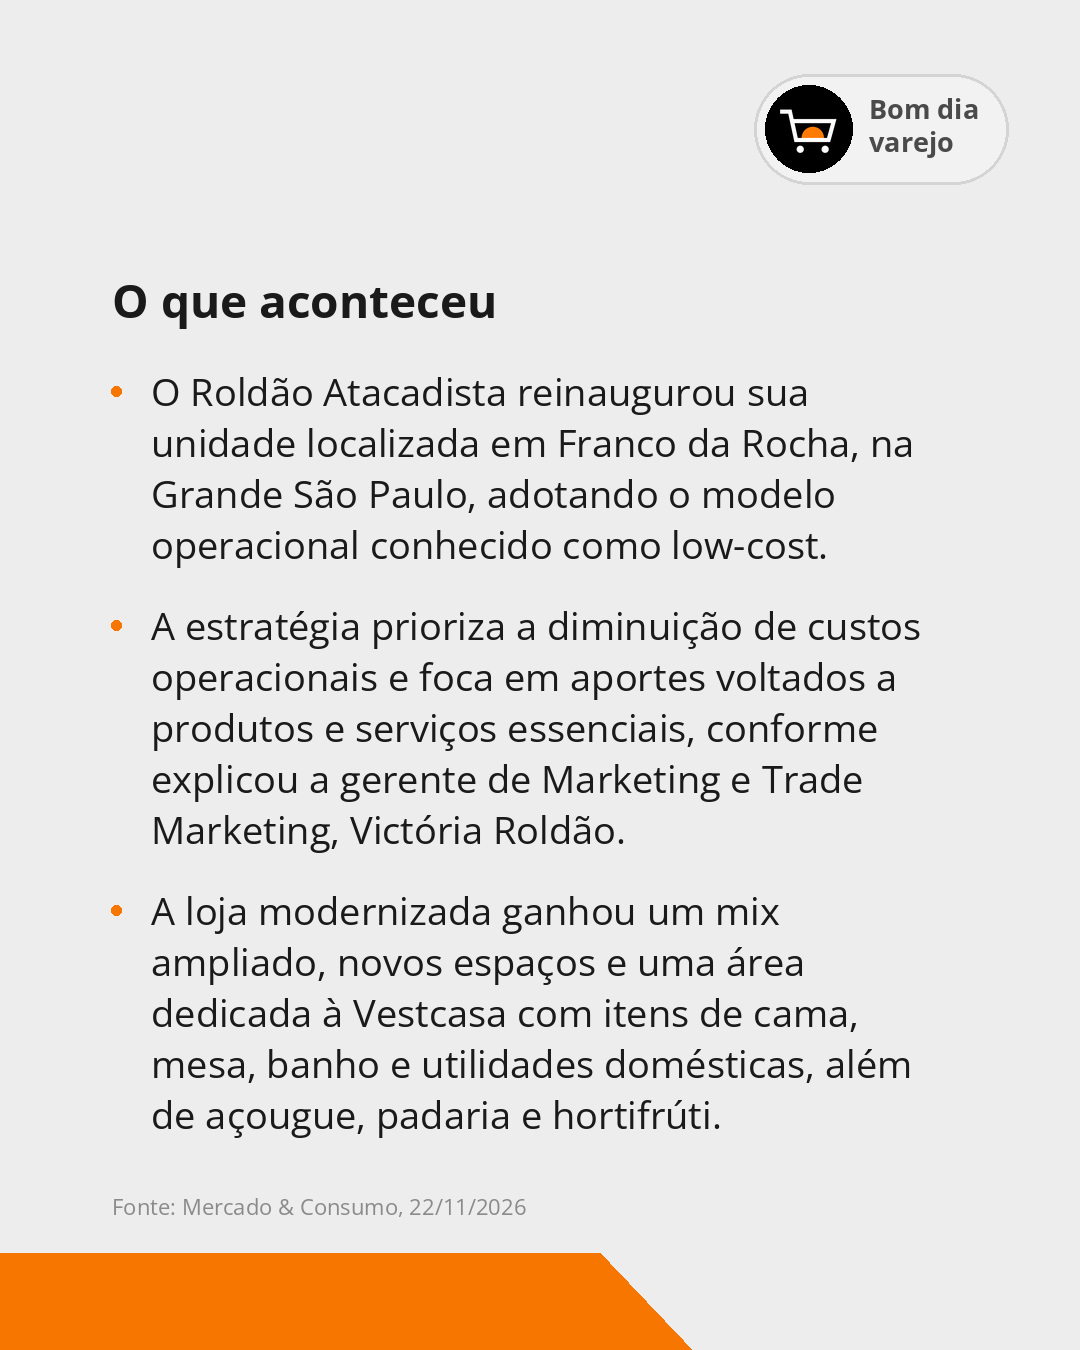 Bom dia
varejo
O que aconteceu
• O Roldão Atacadista reinaugurou sua
unidade localizada em Franco da Rocha, na
Grande São Paulo, adotando o modelo
operacional conhecido como low-cost.
• A estratégia prioriza a diminuição de custos
operacionais e foca em aportes voltados a
produtos e serviços essenciais, conforme
explicou a gerente de Marketing e Trade
Marketing, Victória Roldão.
• A loja modernizada ganhou um mix
ampliado, novos espaços e uma área
dedicada à Vestcasa com itens de cama,
mesa, banho e utilidades domésticas, além
de açougue, padaria e hortifrúti.
Fonte: Mercado & Consumo, 22/11/2026